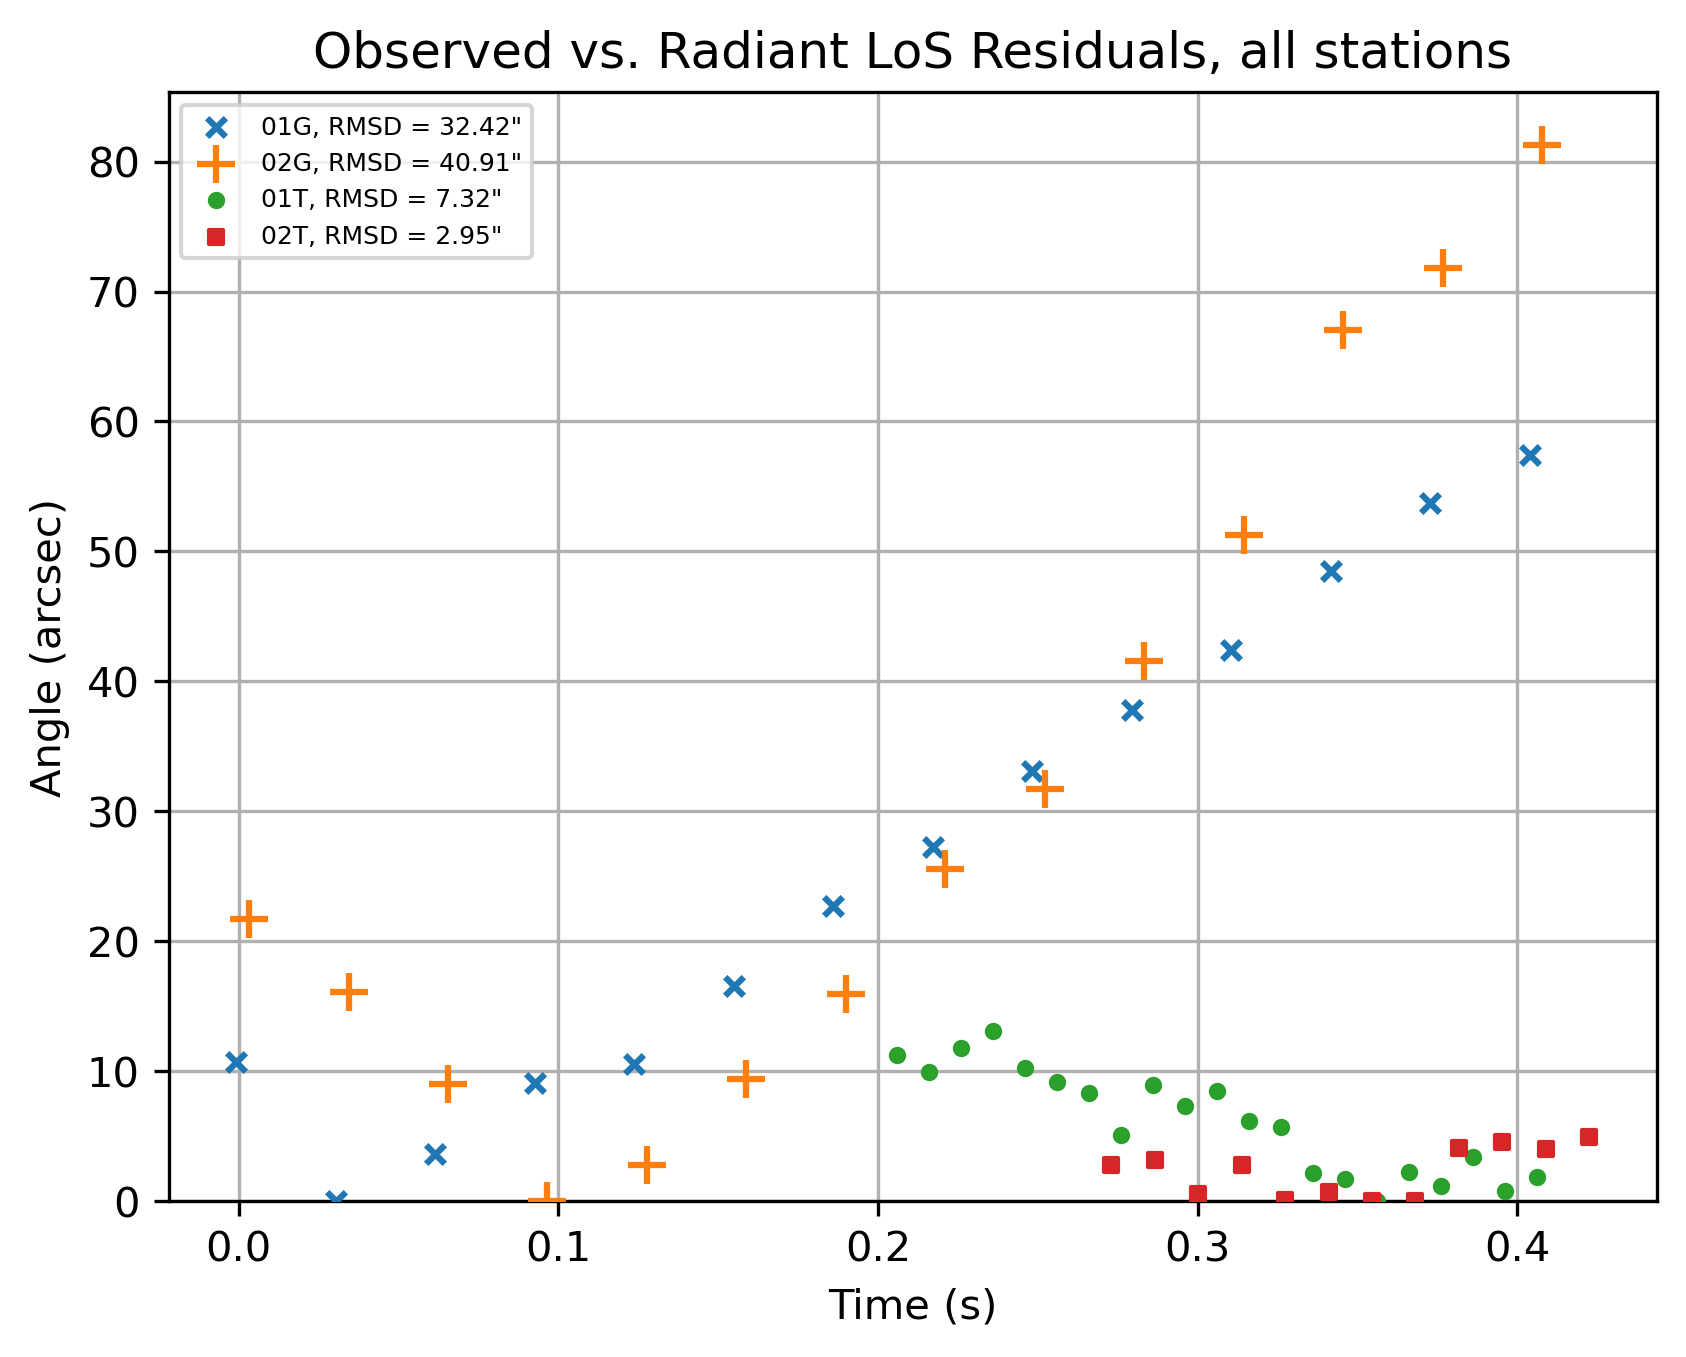 Observed vs. Radiant LoS Residuals, all stations
01G, RMSD = 32.42"
02G, RMSD = 40.91"
01T, RMSD = 7.32"
02T, RMSD = 2.95"
80
70
60
50
40
30
20
10
0
Angle (arcsec)
0.0 0.1 0.2 0.3 0.4
Time (s)